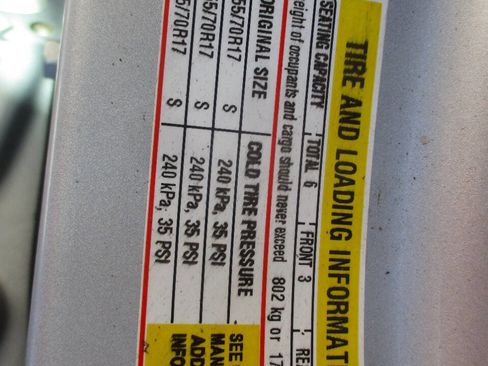 TIRE AND LOADING INFORMAT
SEATING CAPACITY TOTAL 6 FRONT 3 RE
eight of occupants and cargo should never exceed 802 kg or 17
ORIGINAL SIZE COLD TIRE PRESSURE
55/70R17 S 240 kPa, 35 PSI
5/70R17 S 240 kPa, 35 PSI
5/70R17 S 240 kPa, 35 PSI
SEE
MAN
ADD
INFO